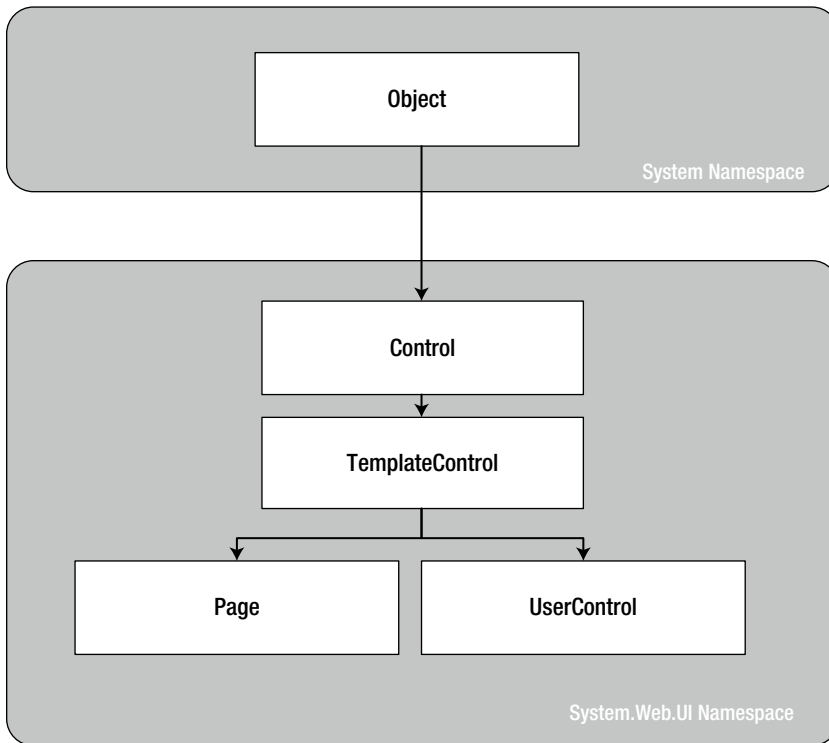 Object
System Namespace
Control
TemplateControl
Page
UserControl
System.Web.UI Namespace